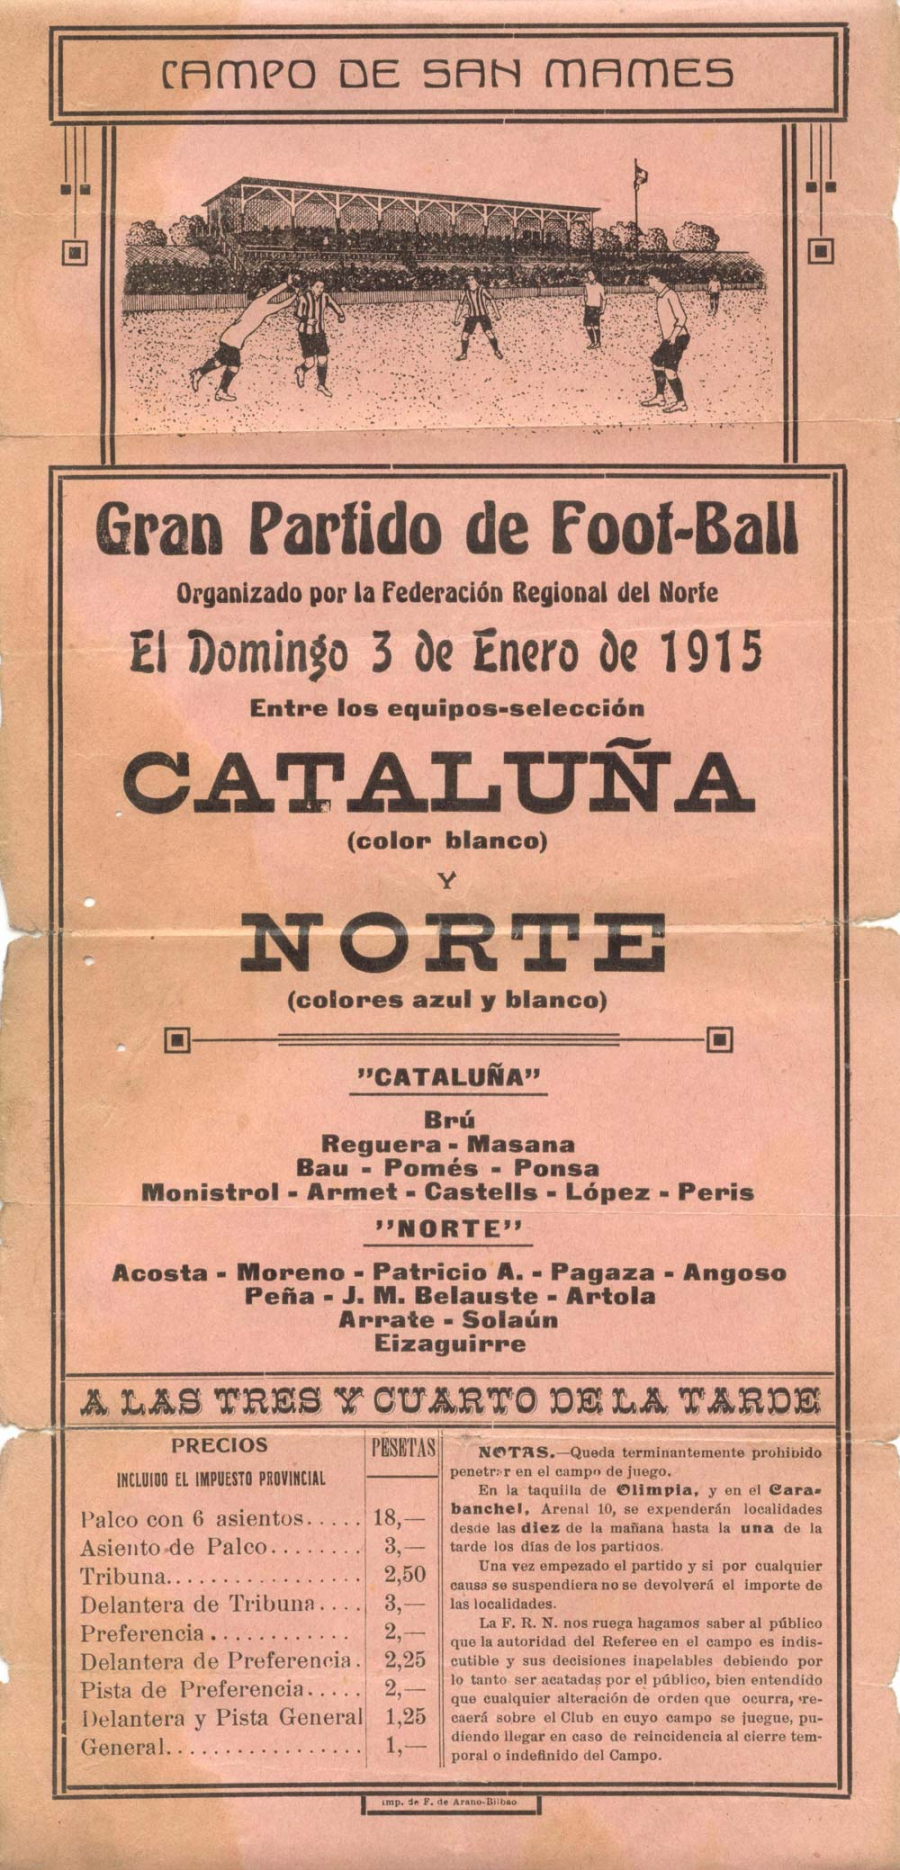 CAMPO DE SAN MAMES
Gran Partido de Foot-Ball
Organizado por la Federación Regional del Norte
El Domingo 3 de Enero de 1915
Entre los equipos-selección
CATALUÑA
(color blanco)
Y
NORTE
(colores azul y blanco)
"CATALUÑA"
Brú
Reguera - Masana
Bau - Pomés - Ponsa
Monistrol - Armet - Castells - López - Peris
"NORTE"
Acosta - Moreno - Patricio A. - Pagaza - Angoso
Peña - J. M. Belauste - Artola
Arrate - Solaún
Eizaguirre
A LAS TRES Y CUARTO DE LA TARDE
PRECIOS
INCLUIDO EL IMPUESTO PROVINCIAL
PESETAS
Palco con 6 asientos..... 18,—
Asiento de Palco........ 3,—
Tribuna................. 2,50
Delantera de Tribuna.... 3,—
Preferencia............ 2,—
Delantera de Preferencia. 2,25
Pista de Preferencia..... 2,—
Delantera y Pista General 1,25
General................. 1,—
NOTAS.—Queda terminantemente prohibido
penetrar en el campo de juego.
En la taquilla de Olimpia, y en el Cara-
banchel, Arenal 10, se expenderán localidades
desde las diez de la mañana hasta la una de la
tarde los días de los partidos.
Una vez empezado el partido y si por cualquier
causa se suspendiera no se devolverá el importe de
las localidades.
La F. R. N. nos ruega hagamos saber al público
que la autoridad del Referee en el campo es indis-
cutible y sus decisiones inapelables debiendo por
lo tanto ser acatadas por el público, bien entendido
que cualquier alteración de orden que ocurra, re-
caerá sobre el Club en cuyo campo se juegue, pu-
diendo llegar en caso de reincidencia al cierre tem-
poral o indefinido del Campo.
imp. de F. de Arano-Bilbao